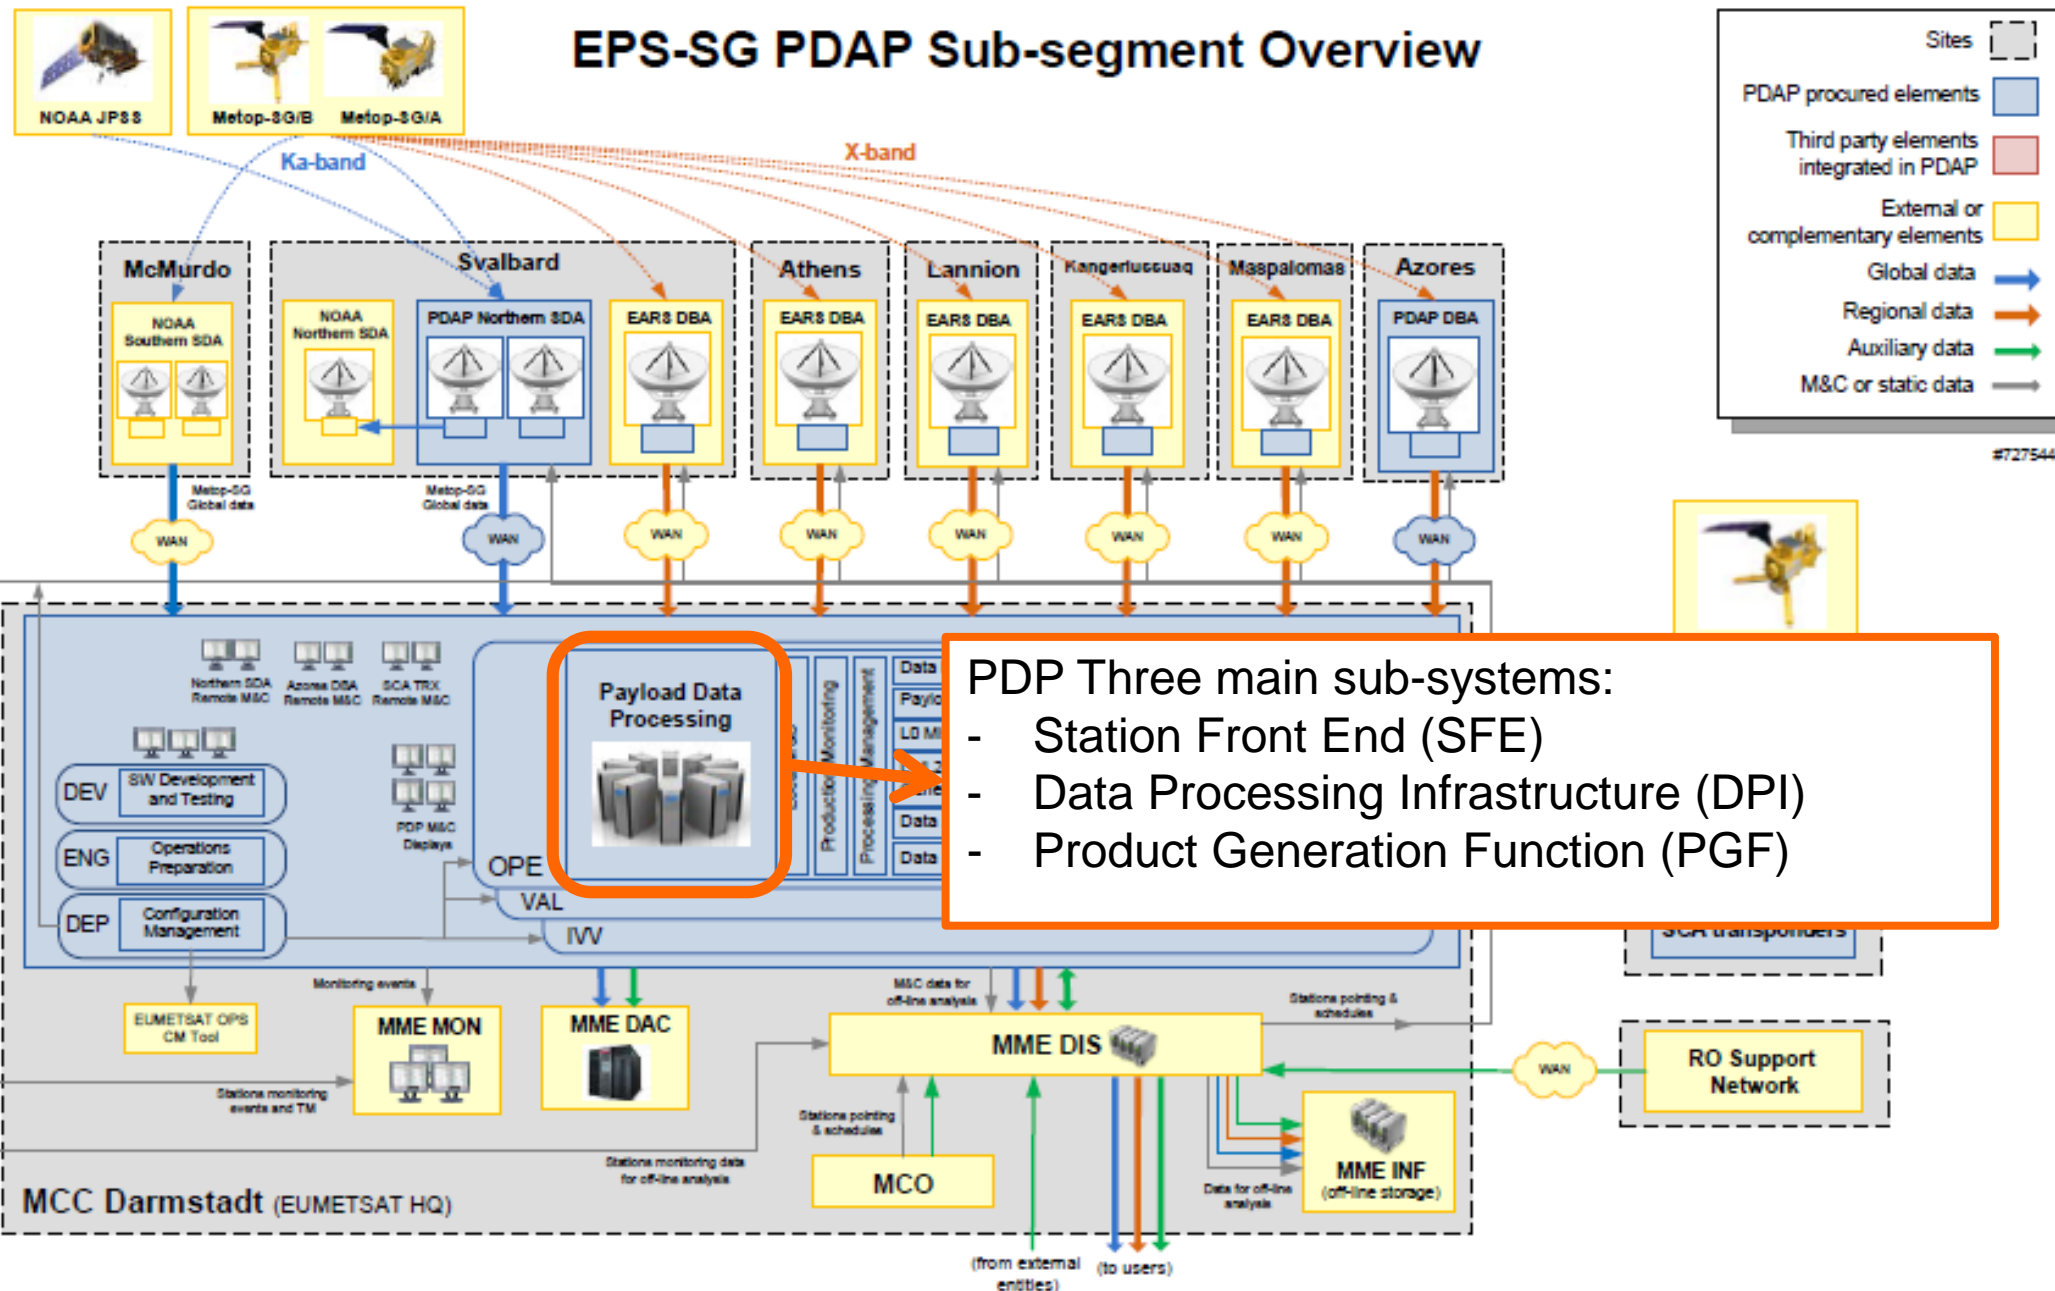 EPS-SG PDAP Sub-segment Overview
NOAA JPSS
Metop-SG/B
Metop-SG/A
Ka-band
X-band
Sites
PDAP procured elements
Third party elements
integrated in PDAP
External or
complementary elements
Global data
Regional data
Auxiliary data
M&C or static data
#727544
McMurdo
NOAA
Southern SDA
Svalbard
NOAA
Northern SDA
PDAP Northern SDA
EARS DBA
Athens
EARS DBA
Lannion
EARS DBA
Kangerlussuaq
EARS DBA
Maspalomas
EARS DBA
Azores
PDAP DBA
Metop-SG
Global data
Metop-SG
Global data
WAN
WAN
WAN
WAN
WAN
WAN
WAN
WAN
Northern SDA
Remote M&C
Azores DBA
Remote M&C
SCA TRX
Remote M&C
DEV
SW Development
and Testing
ENG
Operations
Preparation
DEP
Configuration
Management
PDP M&C
Displays
OPE
VAL
IVV
Payload Data
Processing
Production Monitoring
Processing Management
Data
Data
Data
PDP Three main sub-systems:
- Station Front End (SFE)
- Data Processing Infrastructure (DPI)
- Product Generation Function (PGF)
SCA transponders
Monitoring events
M&C data for
off-line analysis
Stations pointing &
schedules
EUMETSAT OPS
CM Tool
MME MON
MME DAC
MME DIS
WAN
RO Support
Network
Stations monitoring
events and TM
Stations pointing
& schedules
Stations monitoring data
for off-line analysis
MCO
Data for off-line
analysis
MME INF
(off-line storage)
MCC Darmstadt (EUMETSAT HQ)
(from external
entities)
(to users)